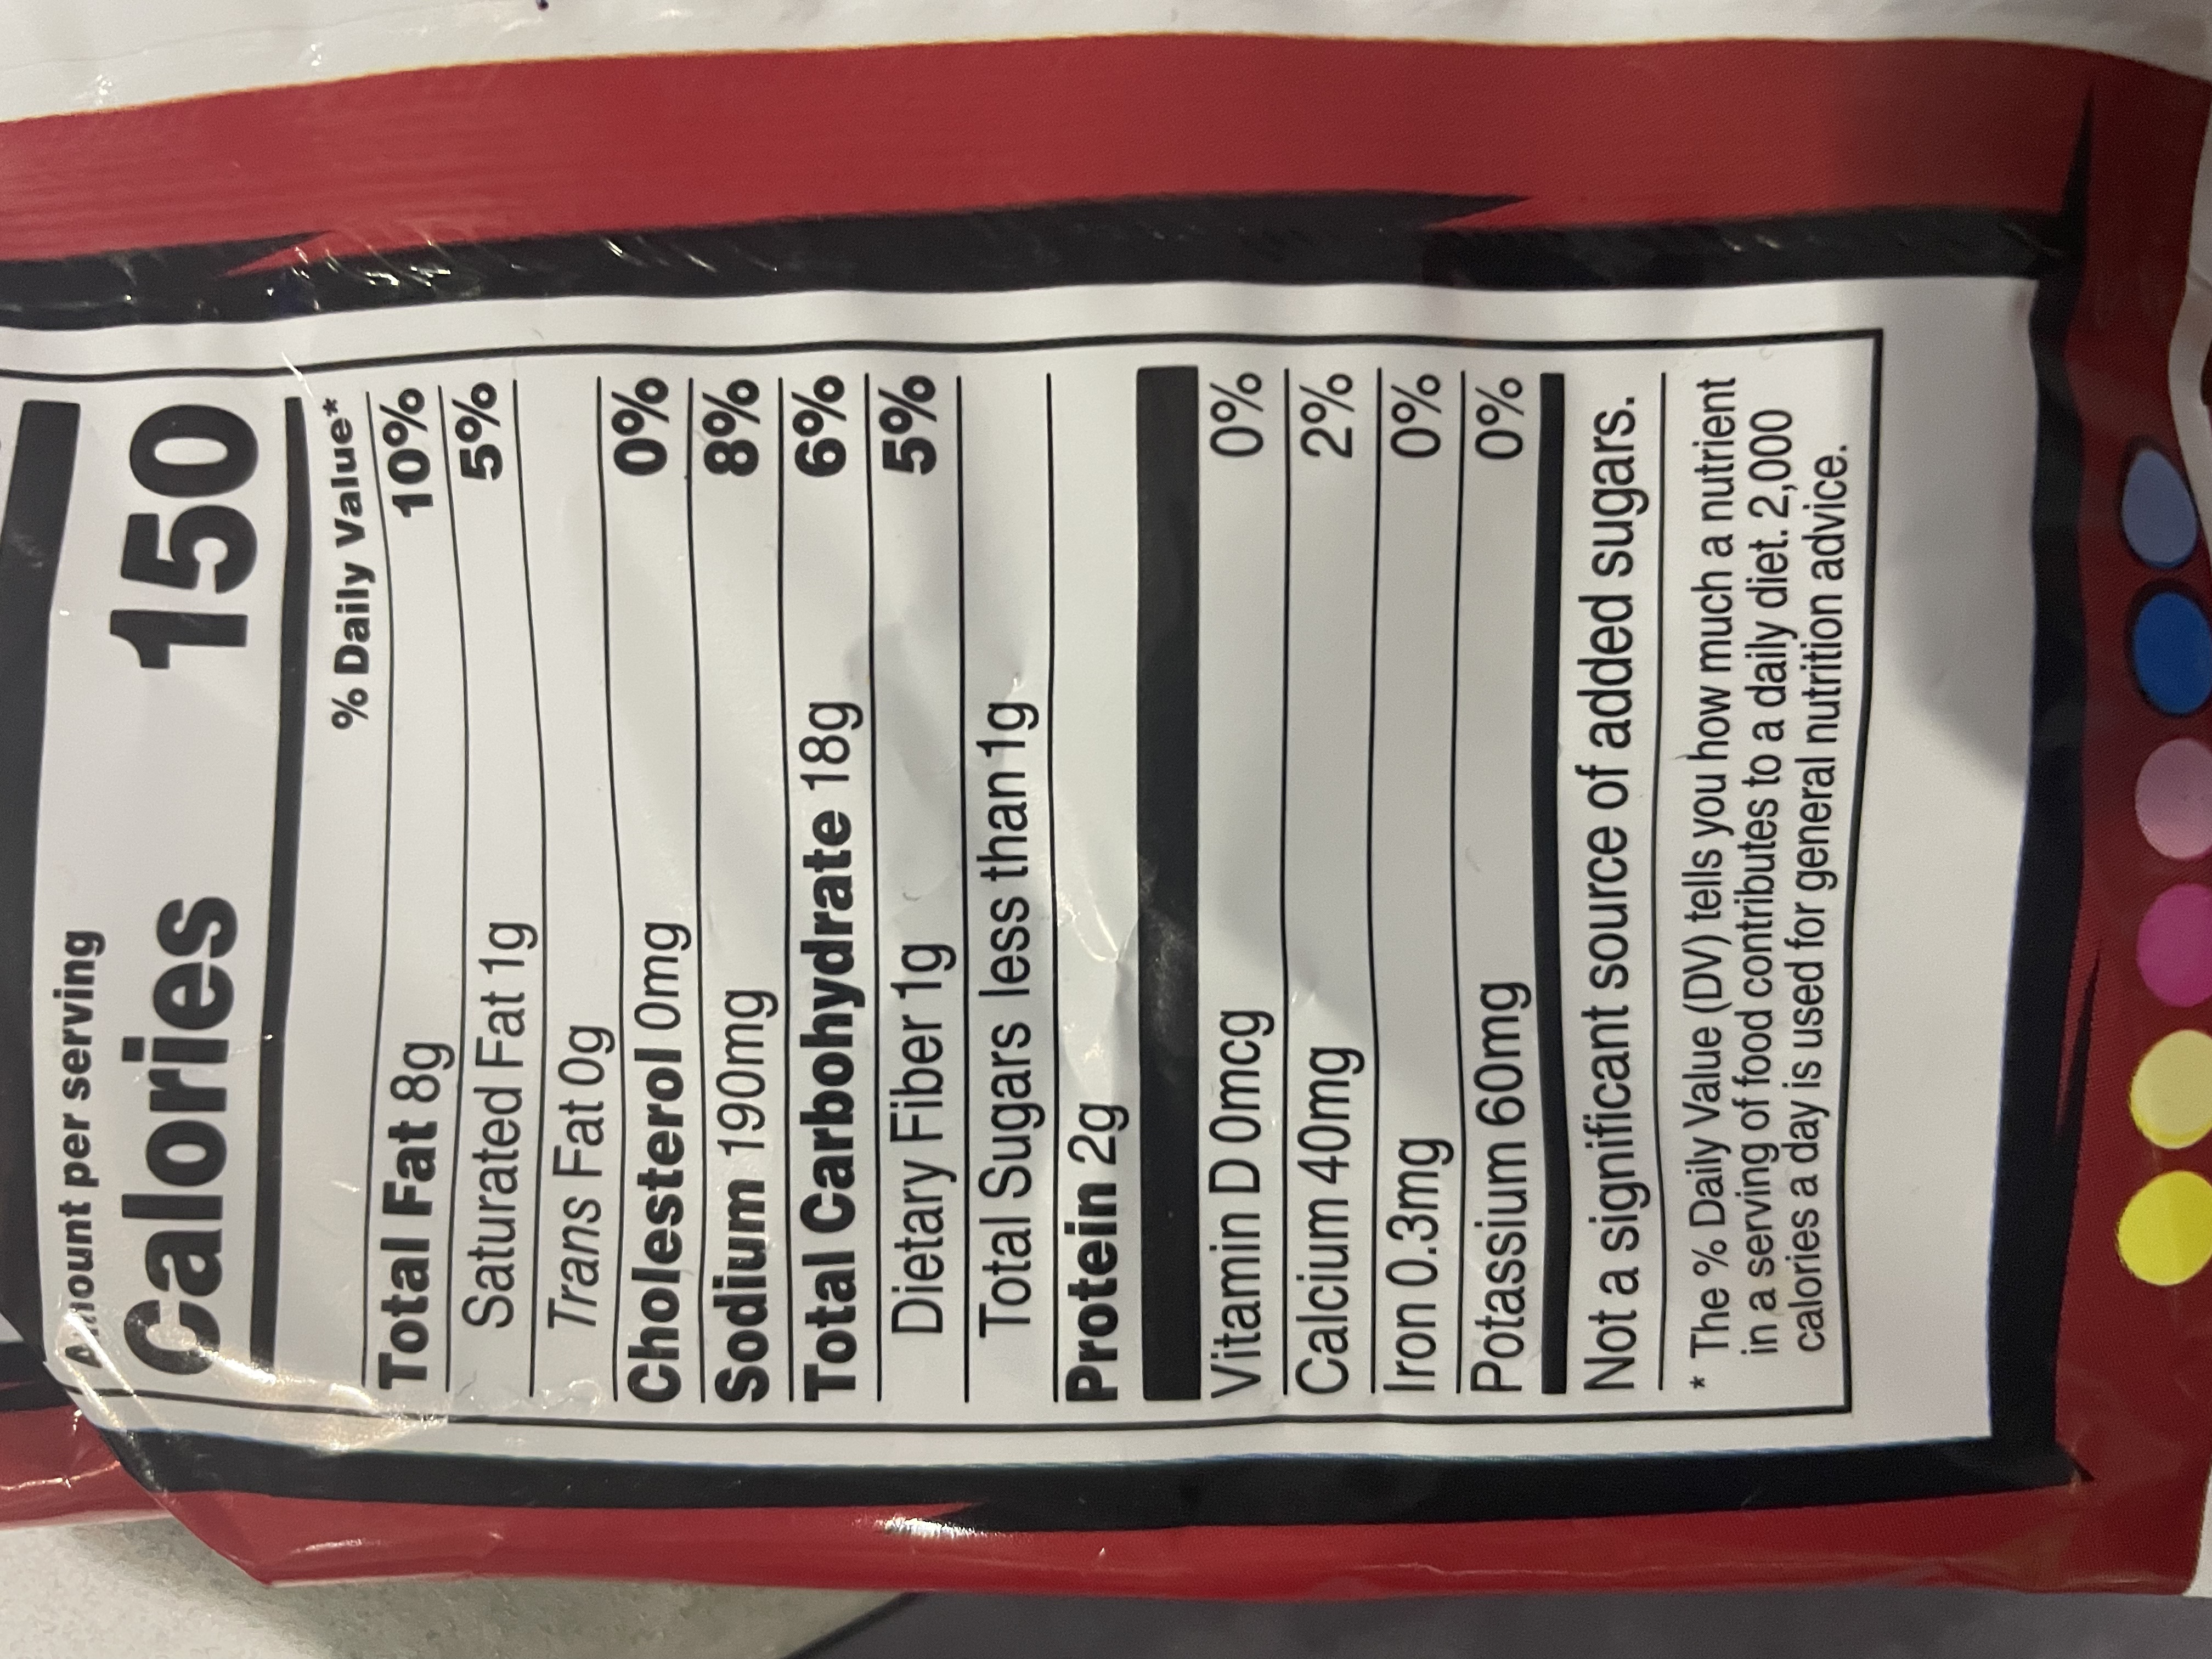 Amount per serving
Calories 150
% Daily Value*
Total Fat 8g 10%
Saturated Fat 1g 5%
Trans Fat 0g
Cholesterol 0mg 0%
Sodium 190mg 8%
Total Carbohydrate 18g 6%
Dietary Fiber 1g 5%
Total Sugars less than 1g
Protein 2g
Vitamin D 0mcg 0%
Calcium 40mg 2%
Iron 0.3mg 0%
Potassium 60mg 0%
Not a significant source of added sugars.
* The % Daily Value (DV) tells you how much a nutrient
in a serving of food contributes to a daily diet. 2,000
calories a day is used for general nutrition advice.